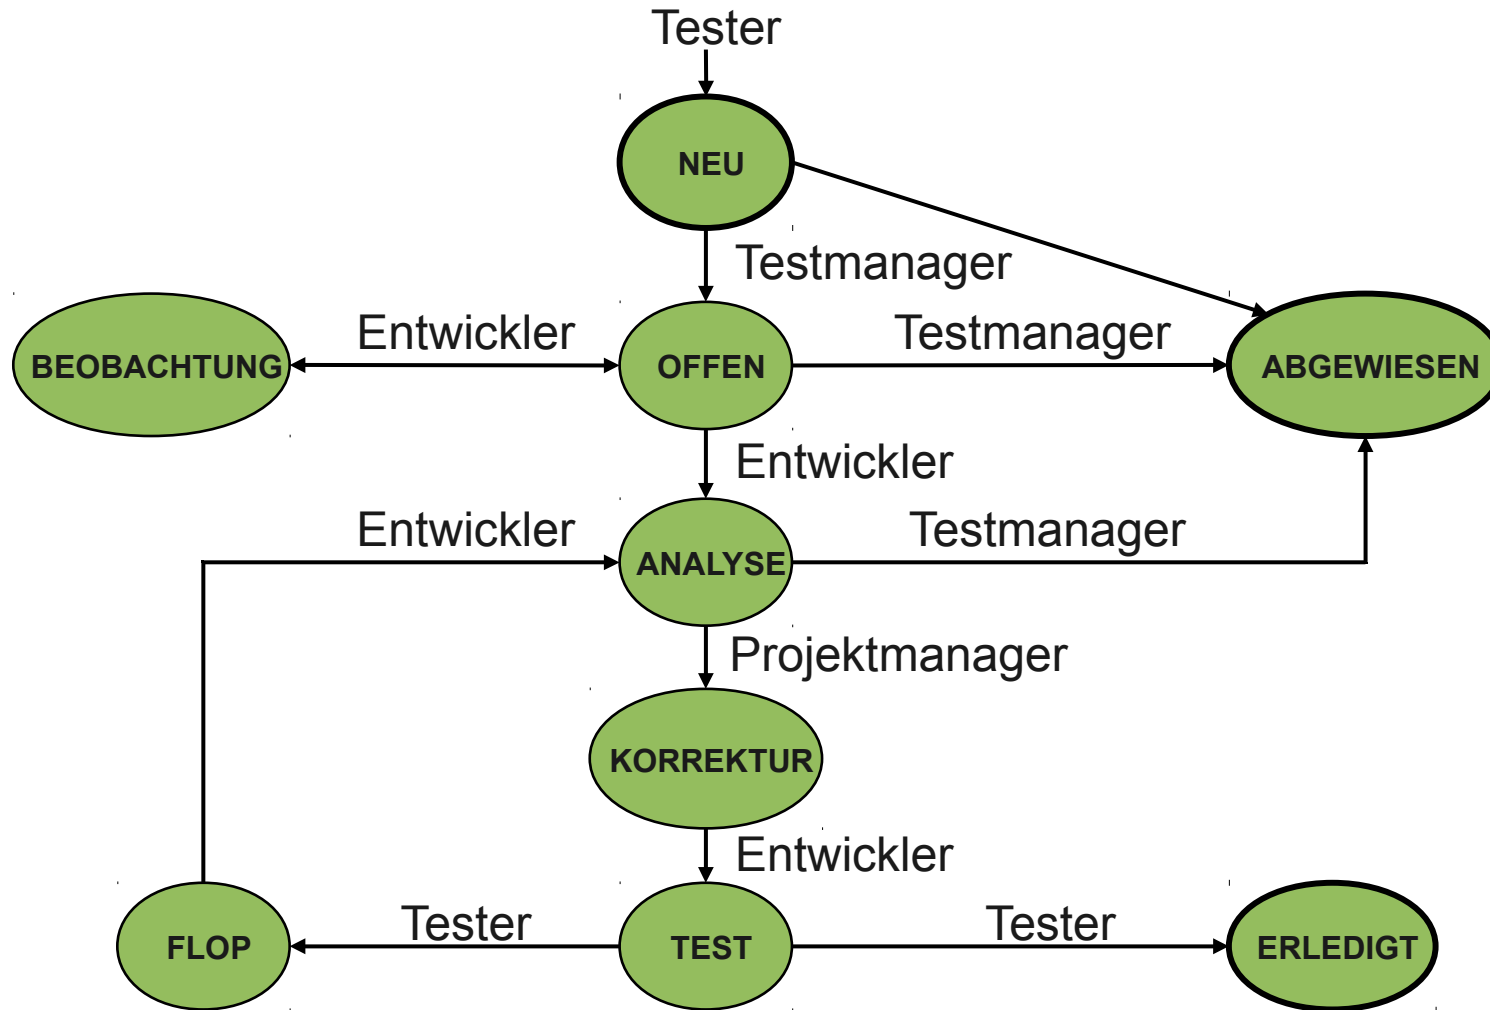 Tester
NEU
Testmanager
BEOBACHTUNG
Entwickler
OFFEN
Testmanager
ABGEWIESEN
Entwickler
Entwickler
ANALYSE
Testmanager
Projektmanager
KORREKTUR
Entwickler
FLOP
Tester
TEST
Tester
ERLEDIGT